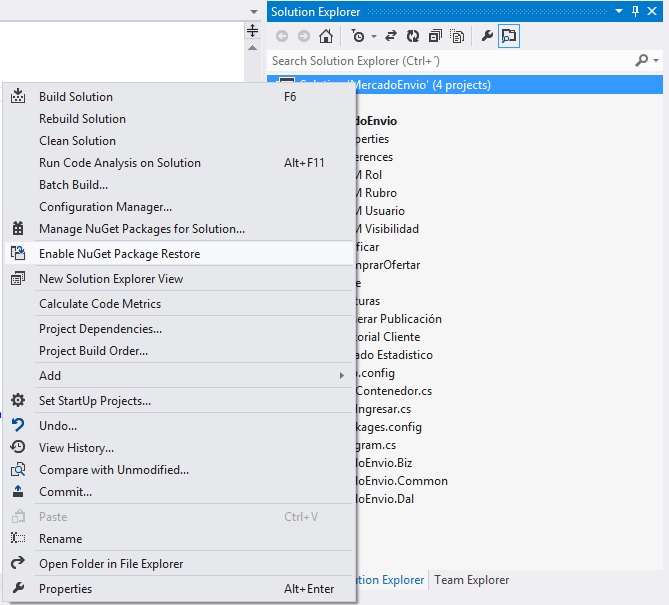 Solution Explorer
Search Solution Explorer (Ctrl+´)
'MercadoEnvio' (4 projects)
Build Solution F6
Rebuild Solution
Clean Solution
Run Code Analysis on Solution Alt+F11
Batch Build...
Configuration Manager...
Manage NuGet Packages for Solution...
Enable NuGet Package Restore
New Solution Explorer View
Calculate Code Metrics
Project Dependencies...
Project Build Order...
Add
Set StartUp Projects...
Undo...
View History...
Compare with Unmodified...
Commit...
Paste Ctrl+V
Rename
Open Folder in File Explorer
Properties Alt+Enter
doEnvio
perties
erences
M Rol
M Rubro
M Usuario
M Visibilidad
ficar
mprarOfertar
e
turas
erar Publicación
torial Cliente
ado Estadistico
.config
Contenedor.cs
Ingresar.cs
kages.config
gram.cs
doEnvio.Biz
doEnvio.Common
doEnvio.Dal
ution Explorer Team Explorer